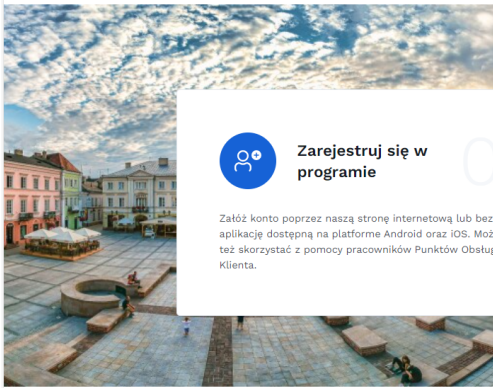 Zarejestruj się w
programie
Załóż konto poprzez naszą stronę internetową lub bez
aplikację dostępną na platforme Android oraz iOS. Moż
też skorzystać z pomocy pracowników Punktów Obsług
Klienta.